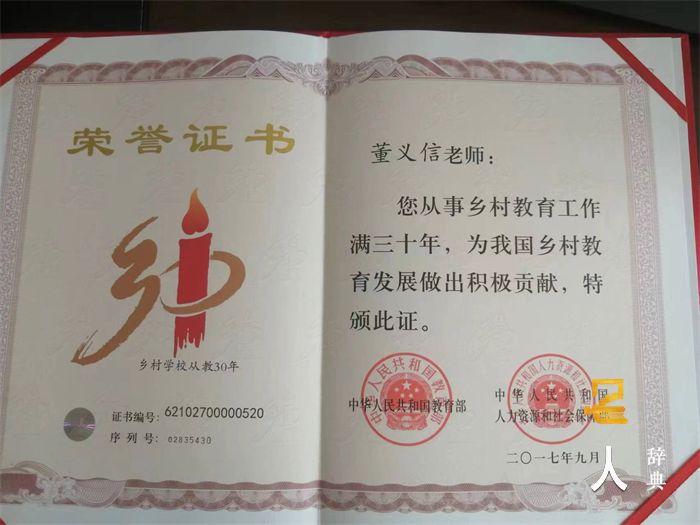 荣誉证书
乡村学校从教30年
证书编号: 62102700000520
序列号: 02835430
董义信老师:
您从事乡村教育工作
满三十年，为我国乡村教
育发展做出积极贡献，特
颁此证。
中华人民共和国教育部
中华人民共和国
人力资源和社会保
二〇一七年九月
人
辞典